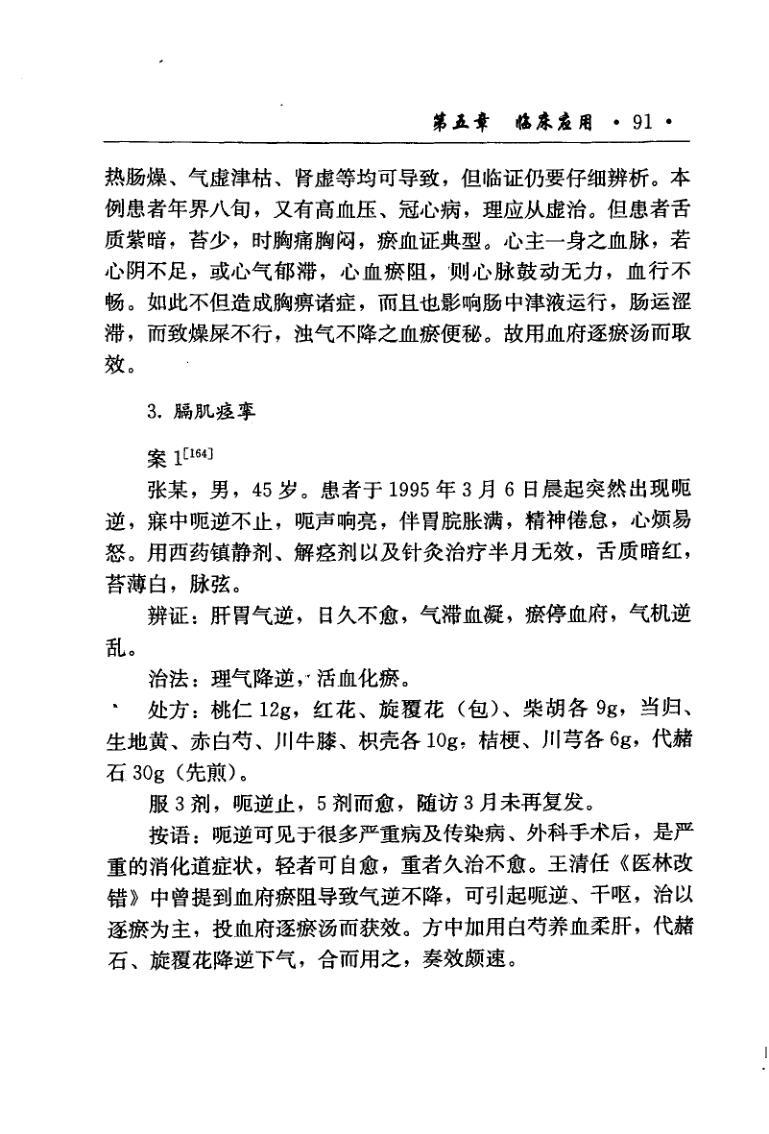 第五章 临床应用 · 91 ·
热肠燥、气虚津枯、肾虚等均可导致，但临证仍要仔细辨析。本
例患者年界八旬，又有高血压、冠心病，理应从虚治。但患者舌
质紫暗，苔少，时胸痛胸闷，瘀血证典型。心主一身之血脉，若
心阴不足，或心气郁滞，心血瘀阻，则心脉鼓动无力，血行不
畅。如此不但造成胸痹诸症，而且也影响肠中津液运行，肠运涩
滞，而致燥屎不行，浊气不降之血瘀便秘。故用血府逐瘀汤而取
效。
3. 膈肌痉挛
案 1[164]
张某，男，45 岁。患者于 1995 年 3 月 6 日晨起突然出现呃
逆，寐中呃逆不止，呃声响亮，伴胃脘胀满，精神倦怠，心烦易
怒。用西药镇静剂、解痉剂以及针灸治疗半月无效，舌质暗红，
苔薄白，脉弦。
辨证：肝胃气逆，日久不愈，气滞血凝，瘀停血府，气机逆
乱。
治法：理气降逆，活血化瘀。
处方：桃仁 12g，红花、旋覆花（包）、柴胡各 9g，当归、
生地黄、赤白芍、川牛膝、枳壳各 10g，桔梗、川芎各 6g，代赭
石 30g（先煎）。
服 3 剂，呃逆止，5 剂而愈，随访 3 月未再复发。
按语：呃逆可见于很多严重病及传染病、外科手术后，是严
重的消化道症状，轻者可自愈，重者久治不愈。王清任《医林改
错》中曾提到血府瘀阻导致气逆不降，可引起呃逆、干呕，治以
逐瘀为主，投血府逐瘀汤而获效。方中加用白芍养血柔肝，代赭
石、旋覆花降逆下气，合而用之，奏效颇速。